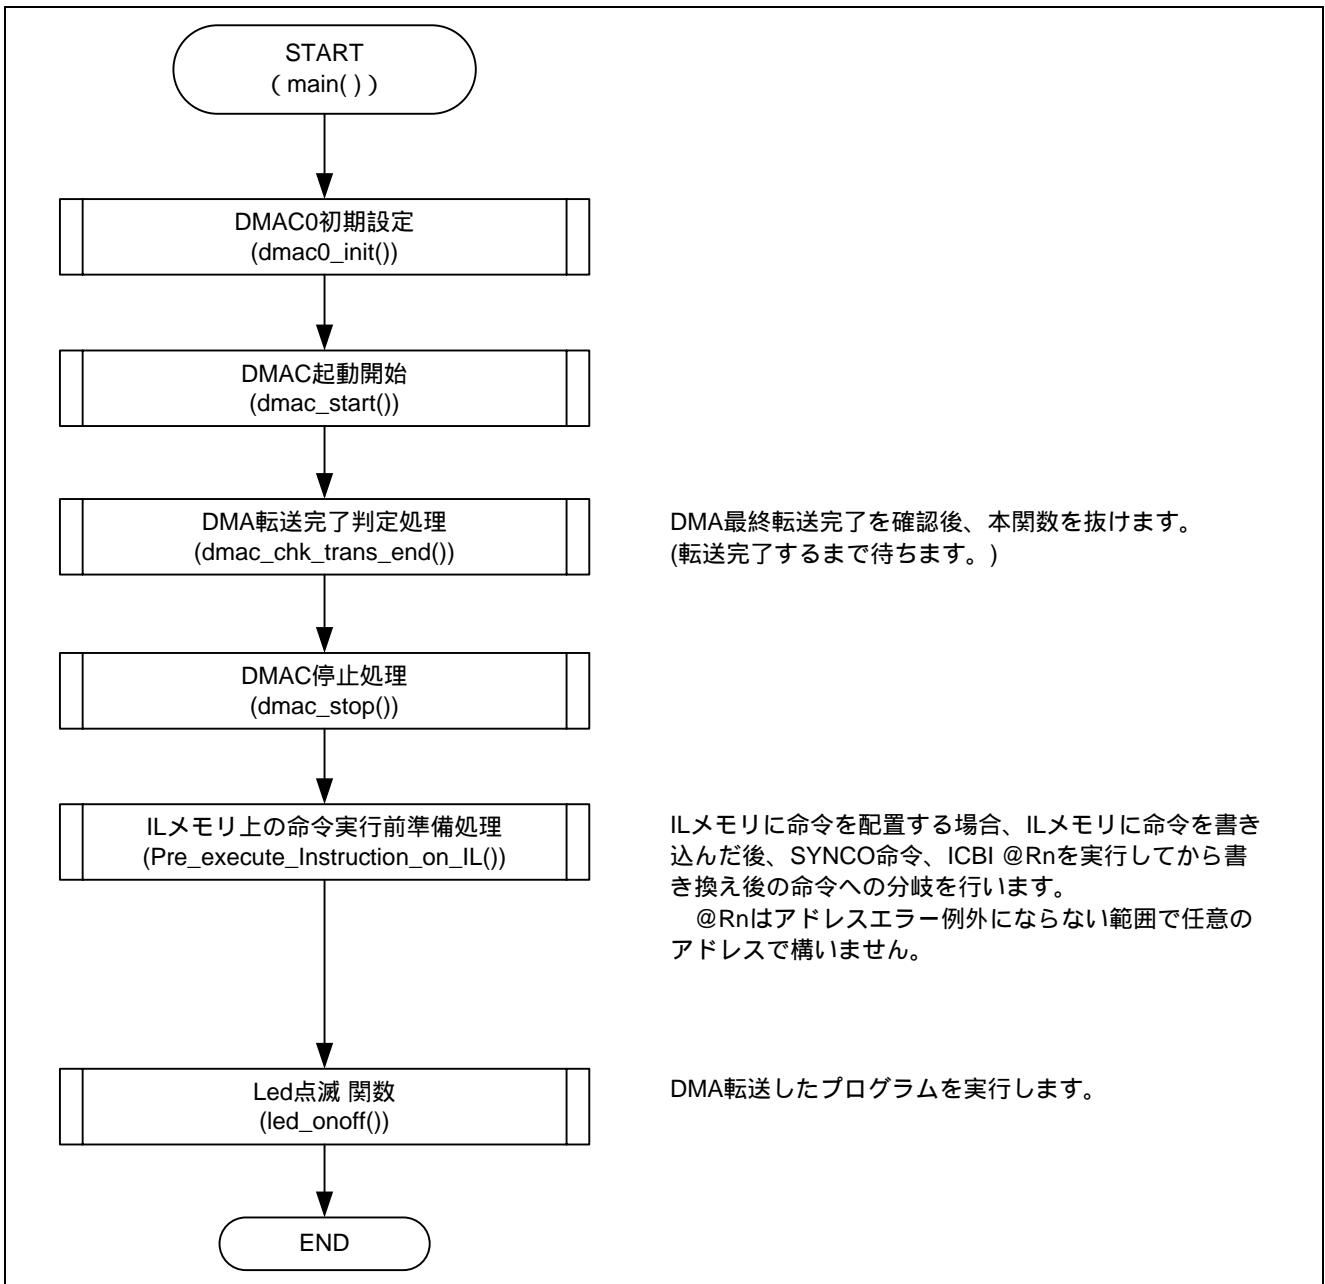 START
（main( )）
DMAC0初期設定
(dmac0_init())
DMAC起動開始
(dmac_start())
DMA転送完了判定処理
(dmac_chk_trans_end())
DMA最終転送完了を確認後、本関数を抜けます。
(転送完了するまで待ちます。)
DMAC停止処理
(dmac_stop())
ILメモリ上の命令実行前準備処理
(Pre_execute_Instruction_on_IL())
ILメモリに命令を配置する場合、ILメモリに命令を書き
込んだ後、SYNCO命令、ICBI @Rnを実行してから書
き換え後の命令への分岐を行います。
　@Rnはアドレスエラー例外にならない範囲で任意の
アドレスで構いません。
Led点滅 関数
(led_onoff())
DMA転送したプログラムを実行します。
END